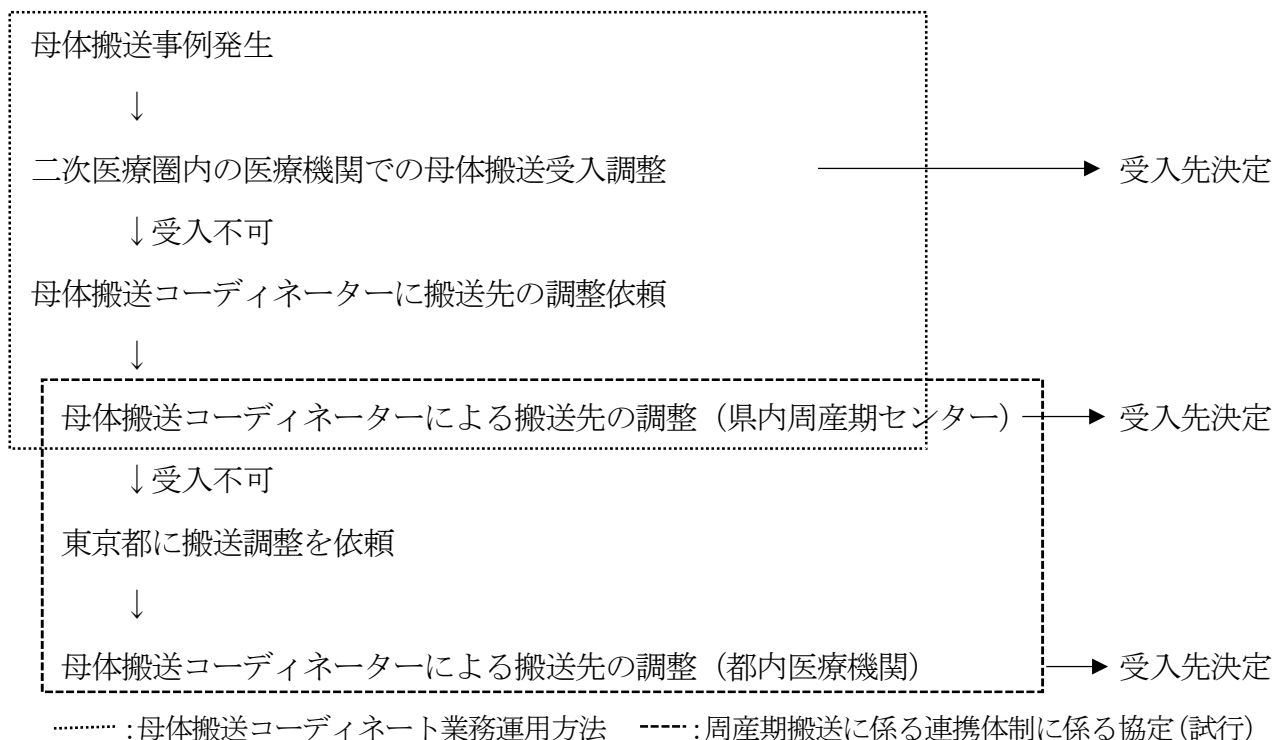 母体搬送事例発生
↓
二次医療圏内の医療機関での母体搬送受入調整 → 受入先決定
↓受入不可
母体搬送コーディネーターに搬送先の調整依頼
↓
母体搬送コーディネーターによる搬送先の調整（県内周産期センター） → 受入先決定
↓受入不可
東京都に搬送調整を依頼
↓
母体搬送コーディネーターによる搬送先の調整（都内医療機関） → 受入先決定
………:母体搬送コーディネート業務運用方法 ----:周産期搬送に係る連携体制に係る協定(試行)